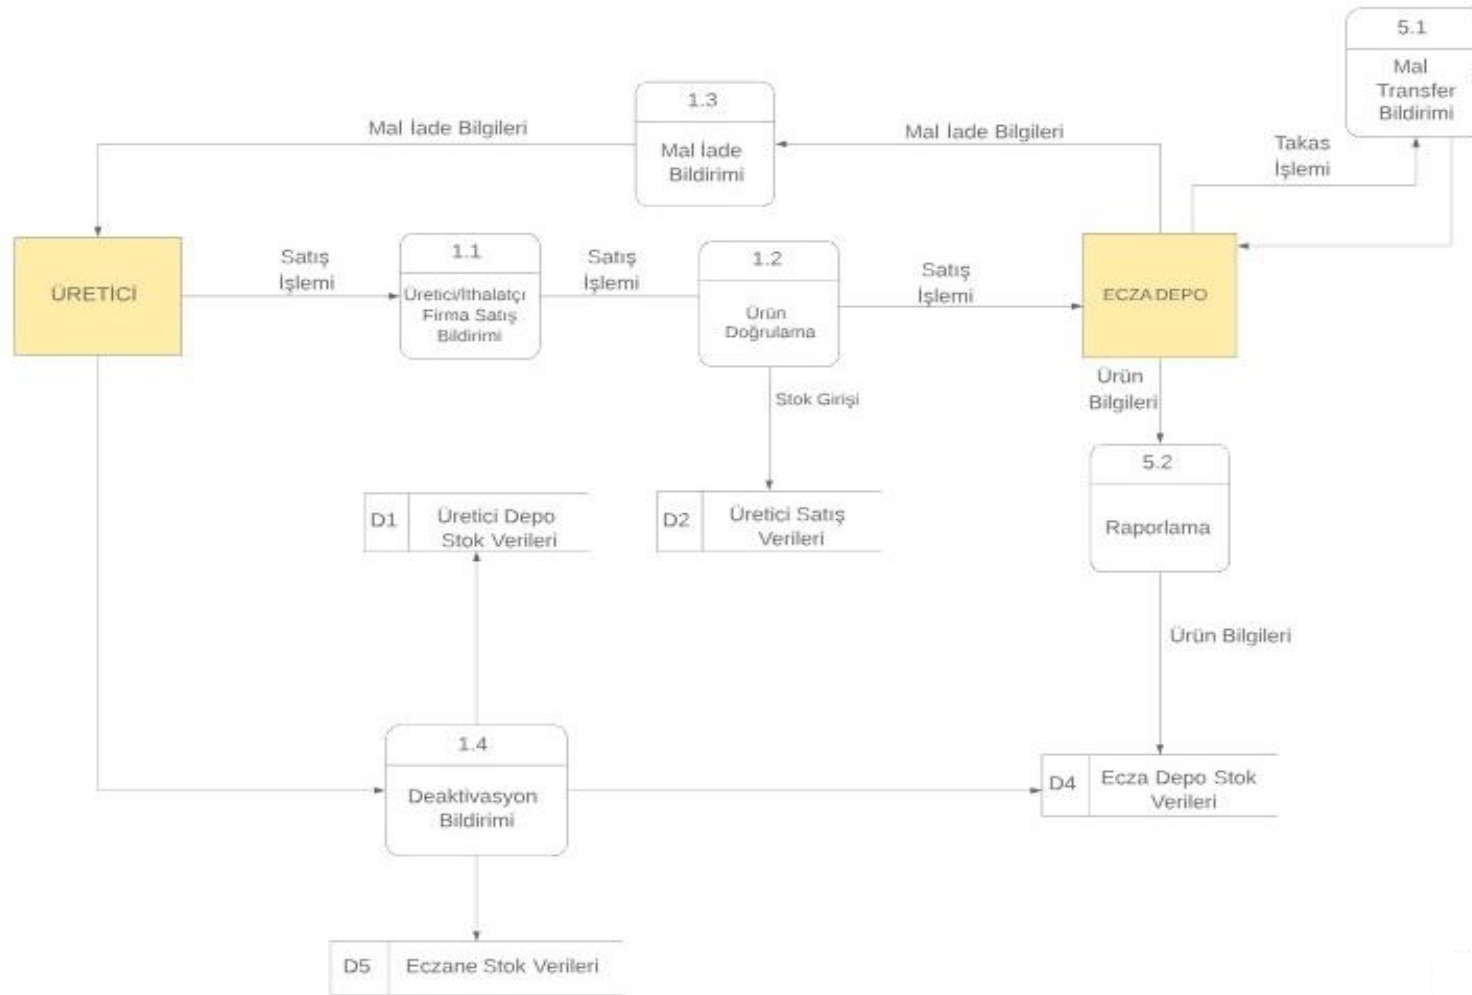 5.1
Mal
Transfer
Bildirimi
1.3
Mal İade Bilgileri
Mal İade Bilgileri
Mal İade
Bildirimi
Takas
İşlemi
ÜRETİCİ
Satış
İşlemi
1.1
Üretici/İthalatçı
Firma Satış
Bildirimi
Satış
İşlemi
1.2
Ürün
Doğrulama
Satış
İşlemi
ECZA DEPO
Stok Girişi
Ürün
Bilgileri
5.2
Raporlama
D1
Üretici Depo
Stok Verileri
D2
Üretici Satış
Verileri
Ürün Bilgileri
1.4
Deaktivasyon
Bildirimi
D4
Ecza Depo Stok
Verileri
D5
Eczane Stok Verileri